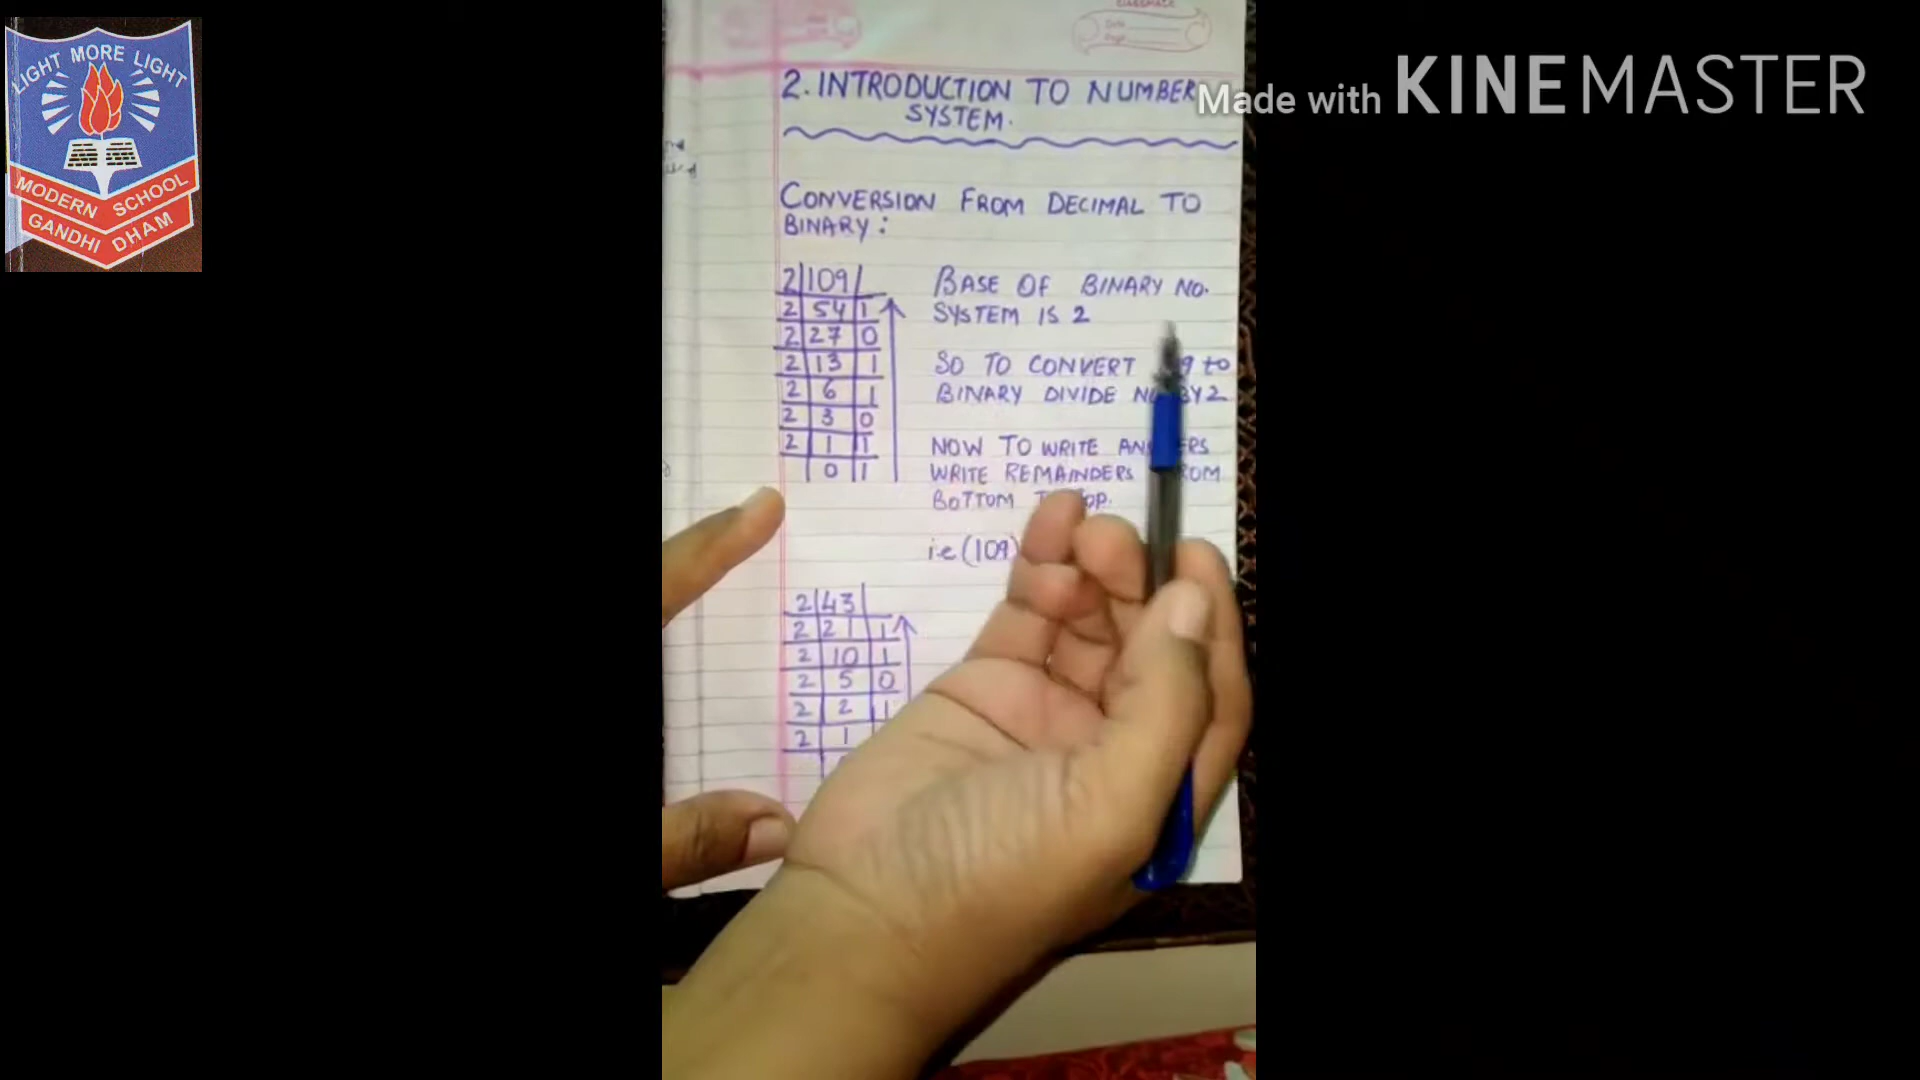 LIGHT MORE LIGHT
MODERN SCHOOL
GANDHI DHAM
Made with KINEMASTER
2. INTRODUCTION TO NUMBER
SYSTEM.
CONVERSION FROM DECIMAL TO
BINARY:
2 109
2 54 1
2 27 0
2 13 1
2 6 1
2 3 0
2 1 1
0 1
BASE OF BINARY NO.
SYSTEM IS 2
SO TO CONVERT to
BINARY DIVIDE BY 2
NOW TO WRITE
WRITE REMAINDERS
BOTTOM
i.e (109)
2 43
2 21 1
2 10 1
2 5 0
2 2 1
2 1